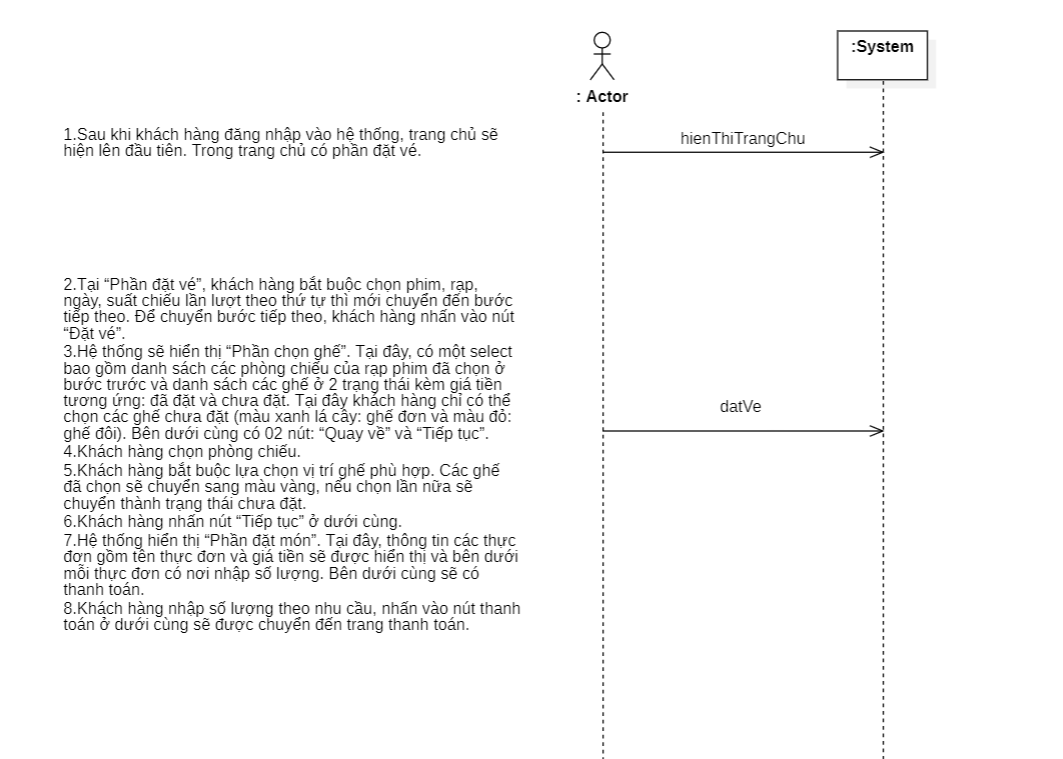 :System
: Actor
1.Sau khi khách hàng đăng nhập vào hệ thống, trang chủ sẽ
hiện lên đầu tiên. Trong trang chủ có phần đặt vé.
hienThiTrangChu
2.Tại “Phần đặt vé”, khách hàng bắt buộc chọn phim, rạp,
ngày, suất chiếu lần lượt theo thứ tự thì mới chuyển đến bước
tiếp theo. Để chuyển bước tiếp theo, khách hàng nhấn vào nút
“Đặt vé”.
3.Hệ thống sẽ hiển thị “Phần chọn ghế”. Tại đây, có một select
bao gồm danh sách các phòng chiếu của rạp phim đã chọn ở
bước trước và danh sách các ghế ở 2 trạng thái kèm giá tiền
tương ứng: đã đặt và chưa đặt. Tại đây khách hàng chỉ có thể
chọn các ghế chưa đặt (màu xanh lá cây: ghế đơn và màu đỏ:
ghế đôi). Bên dưới cùng có 02 nút: “Quay về” và “Tiếp tục”.
datVe
4.Khách hàng chọn phòng chiếu.
5.Khách hàng bắt buộc lựa chọn vị trí ghế phù hợp. Các ghế
đã chọn sẽ chuyển sang màu vàng, nếu chọn lần nữa sẽ
chuyển thành trạng thái chưa đặt.
6.Khách hàng nhấn nút “Tiếp tục” ở dưới cùng.
7.Hệ thống hiển thị “Phần đặt món”. Tại đây, thông tin các thực
đơn gồm tên thực đơn và giá tiền sẽ được hiển thị và bên dưới
mỗi thực đơn có nơi nhập số lượng. Bên dưới cùng sẽ có
thanh toán.
8.Khách hàng nhập số lượng theo nhu cầu, nhấn vào nút thanh
toán ở dưới cùng sẽ được chuyển đến trang thanh toán.